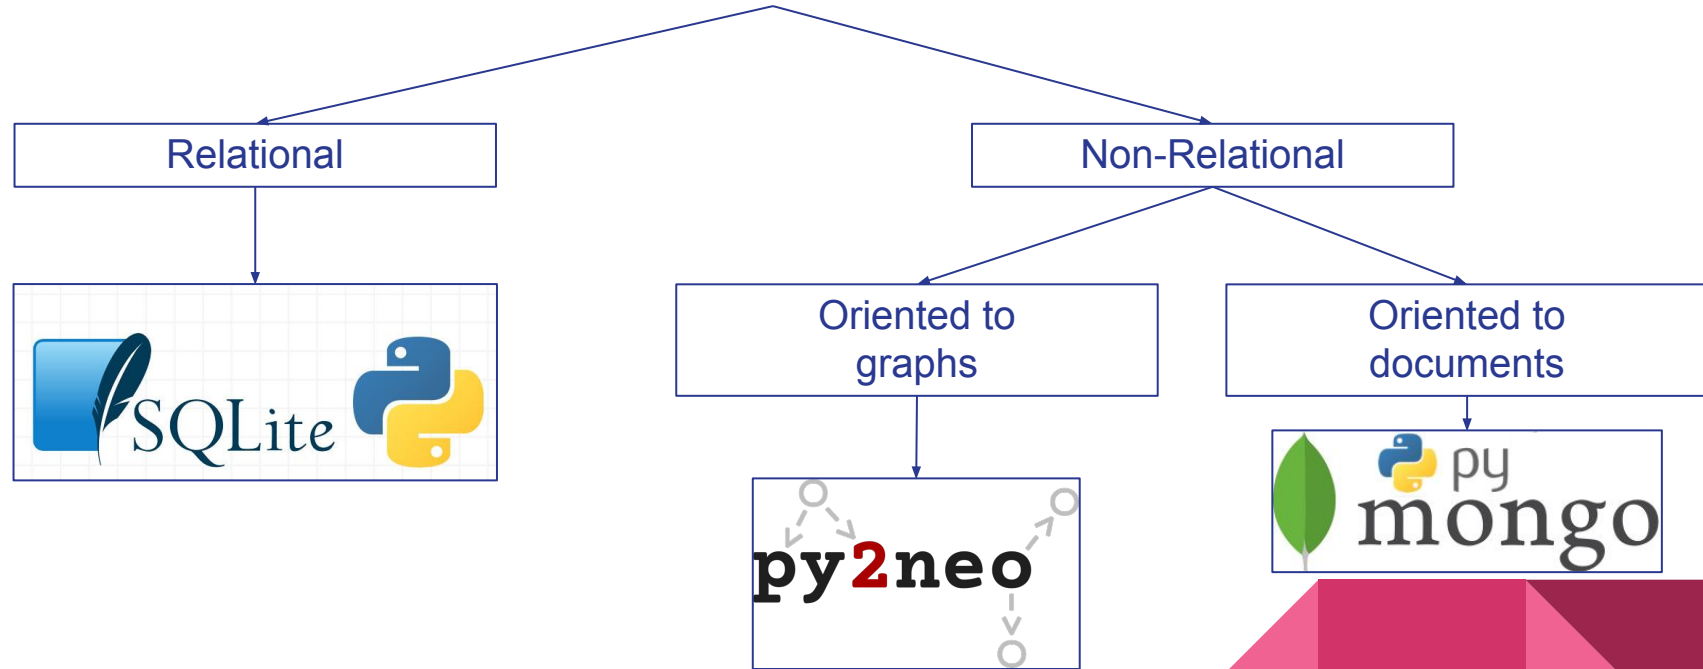 Relational
Non-Relational
SQLite
Oriented to
graphs
Oriented to
documents
py2neo
py
mongo